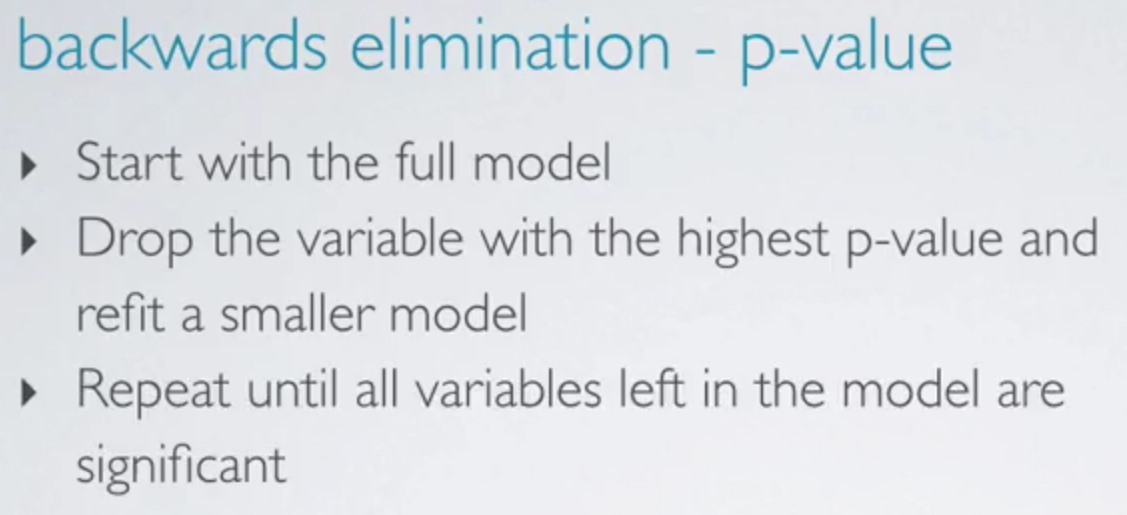 backwards elimination - p-value
‣ Start with the full model
‣ Drop the variable with the highest p-value and
refit a smaller model
‣ Repeat until all variables left in the model are
significant